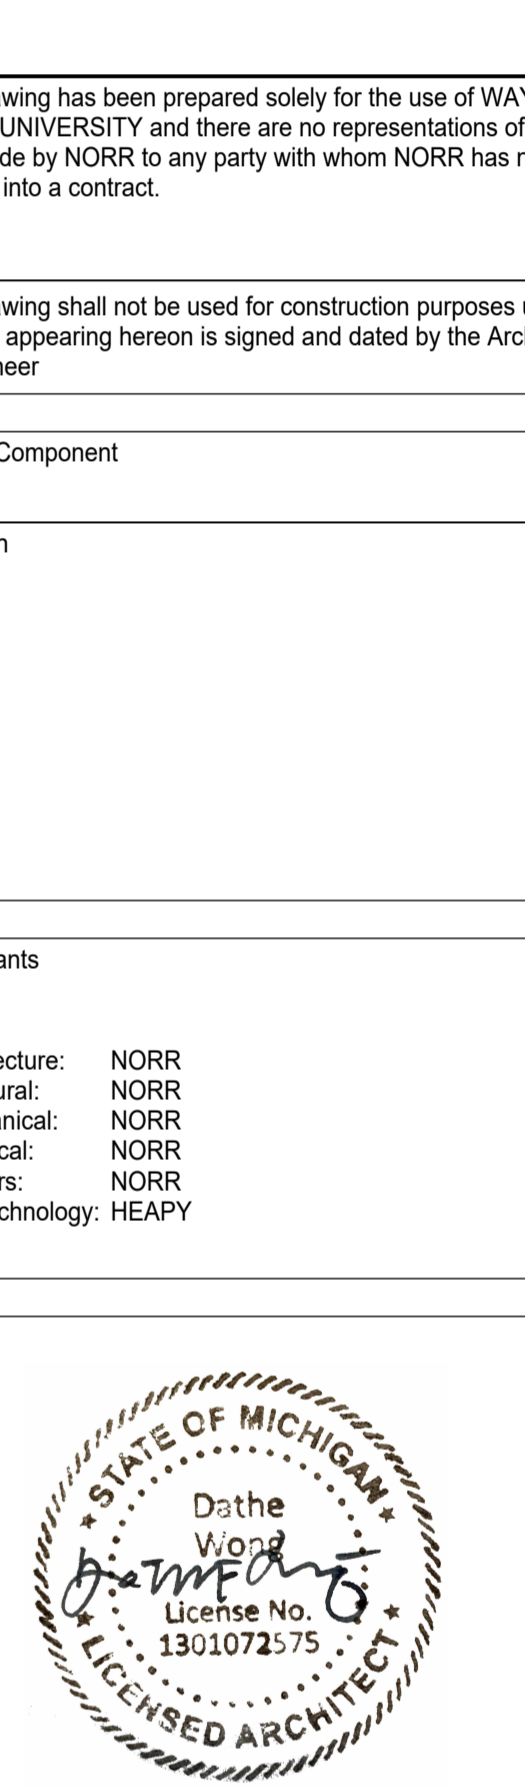 wing has been prepared solely for the use of WAY
UNIVERSITY and there are no representations of
de by NORR to any party with whom NORR has n
into a contract.
wing shall not be used for construction purposes u
appearing hereon is signed and dated by the Arc
neer
Component
n
ants
ecture: NORR
ural: NORR
nical: NORR
cal: NORR
rs: NORR
chnology: HEAPY
STATE OF MICHIGAN
Dathe
Wong
License No.
1301072575
LICENSED ARCHITECT